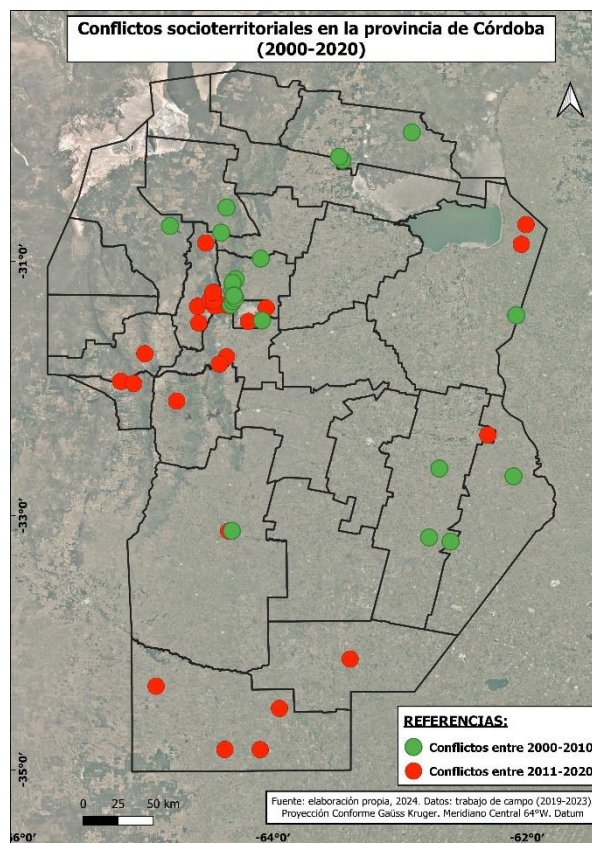 Conflictos socioterritoriales en la provincia de Córdoba
(2000-2020)
-31°0'
-33°0'
-35°0'
REFERENCIAS:
Conflictos entre 2000-2010
Conflictos entre 2011-2020
0 25 50 km
Fuente: elaboración propia, 2024. Datos: trabajo de campo (2019-2023)
Proyección Conforme Gaüss Kruger. Meridiano Central 64°W. Datum
-66°0'
-64°0'
-62°0'